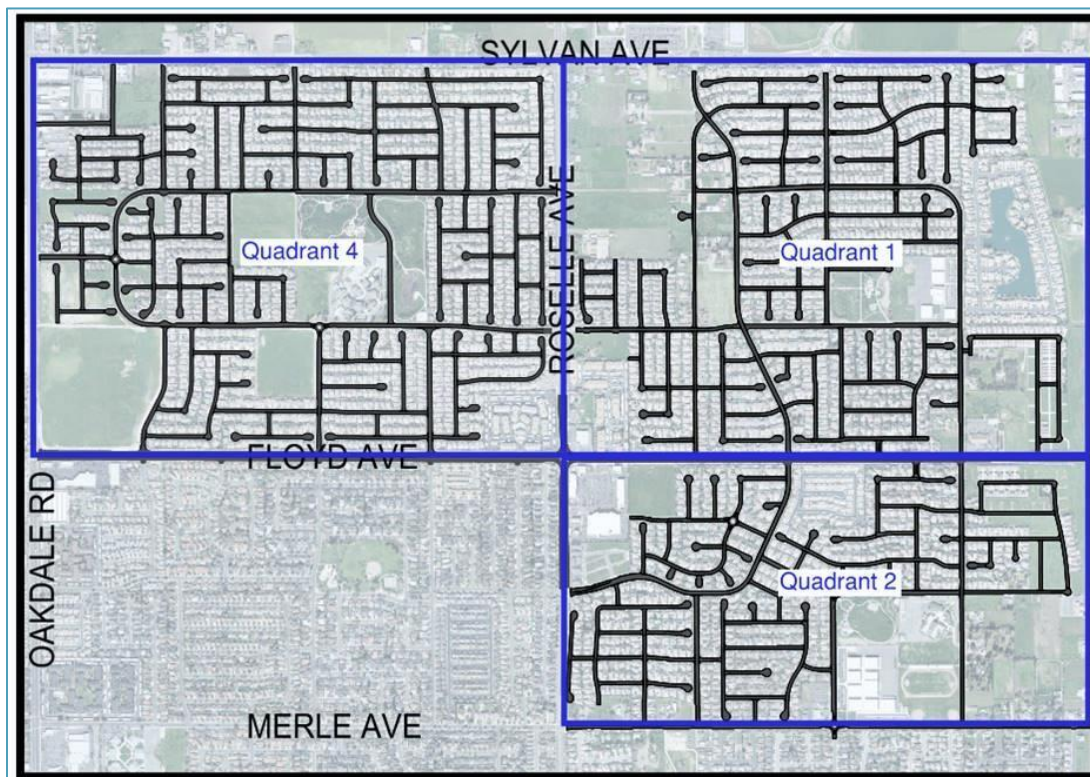 SYLVAN AVE
Quadrant 4
ROSELLE AVE
Quadrant 1
FLOYD AVE
OAKDALE RD
Quadrant 2
MERLE AVE